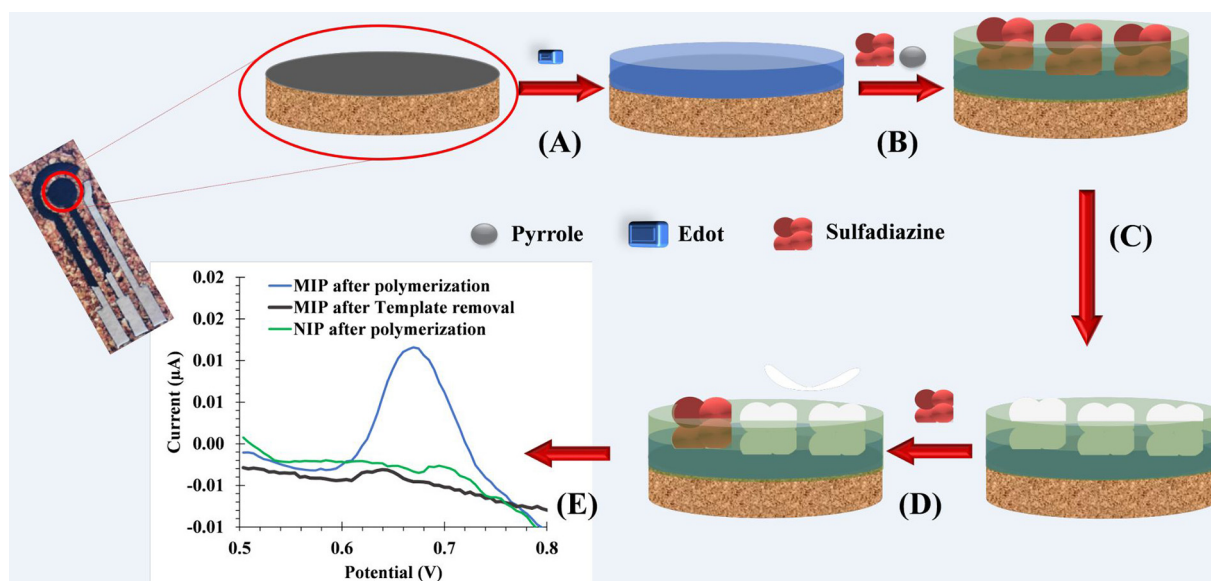 (A)
(B)
(C)
Pyrrole
Edot
Sulfadiazine
MIP after polymerization
MIP after Template removal
NIP after polymerization
0.02
0.02
0.01
0.01
0.00
-0.01
-0.01
Current (µA)
0.5 0.6 0.7 0.8
Potential (V)
(D)
(E)